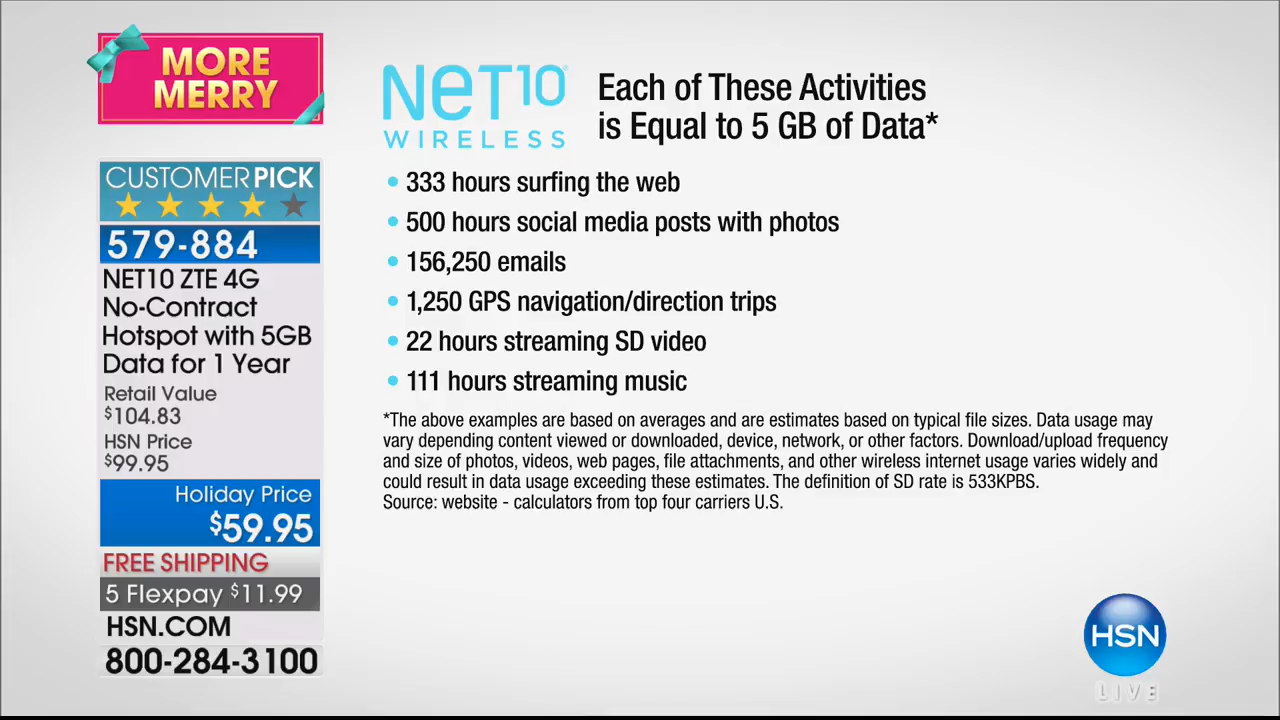 MORE
MERRY
CUSTOMER PICK
579-884
NET10 ZTE 4G
No-Contract
Hotspot with 5GB
Data for 1 Year
Retail Value
$104.83
HSN Price
$99.95
Holiday Price
$59.95
FREE SHIPPING
5 Flexpay $11.99
HSN.COM
800-284-3100
NET10®
WIRELESS
Each of These Activities
is Equal to 5 GB of Data*
• 333 hours surfing the web
• 500 hours social media posts with photos
• 156,250 emails
• 1,250 GPS navigation/direction trips
• 22 hours streaming SD video
• 111 hours streaming music
*The above examples are based on averages and are estimates based on typical file sizes. Data usage may
vary depending content viewed or downloaded, device, network, or other factors. Download/upload frequency
and size of photos, videos, web pages, file attachments, and other wireless internet usage varies widely and
could result in data usage exceeding these estimates. The definition of SD rate is 533KPBS.
Source: website - calculators from top four carriers U.S.
HSN
LIVE